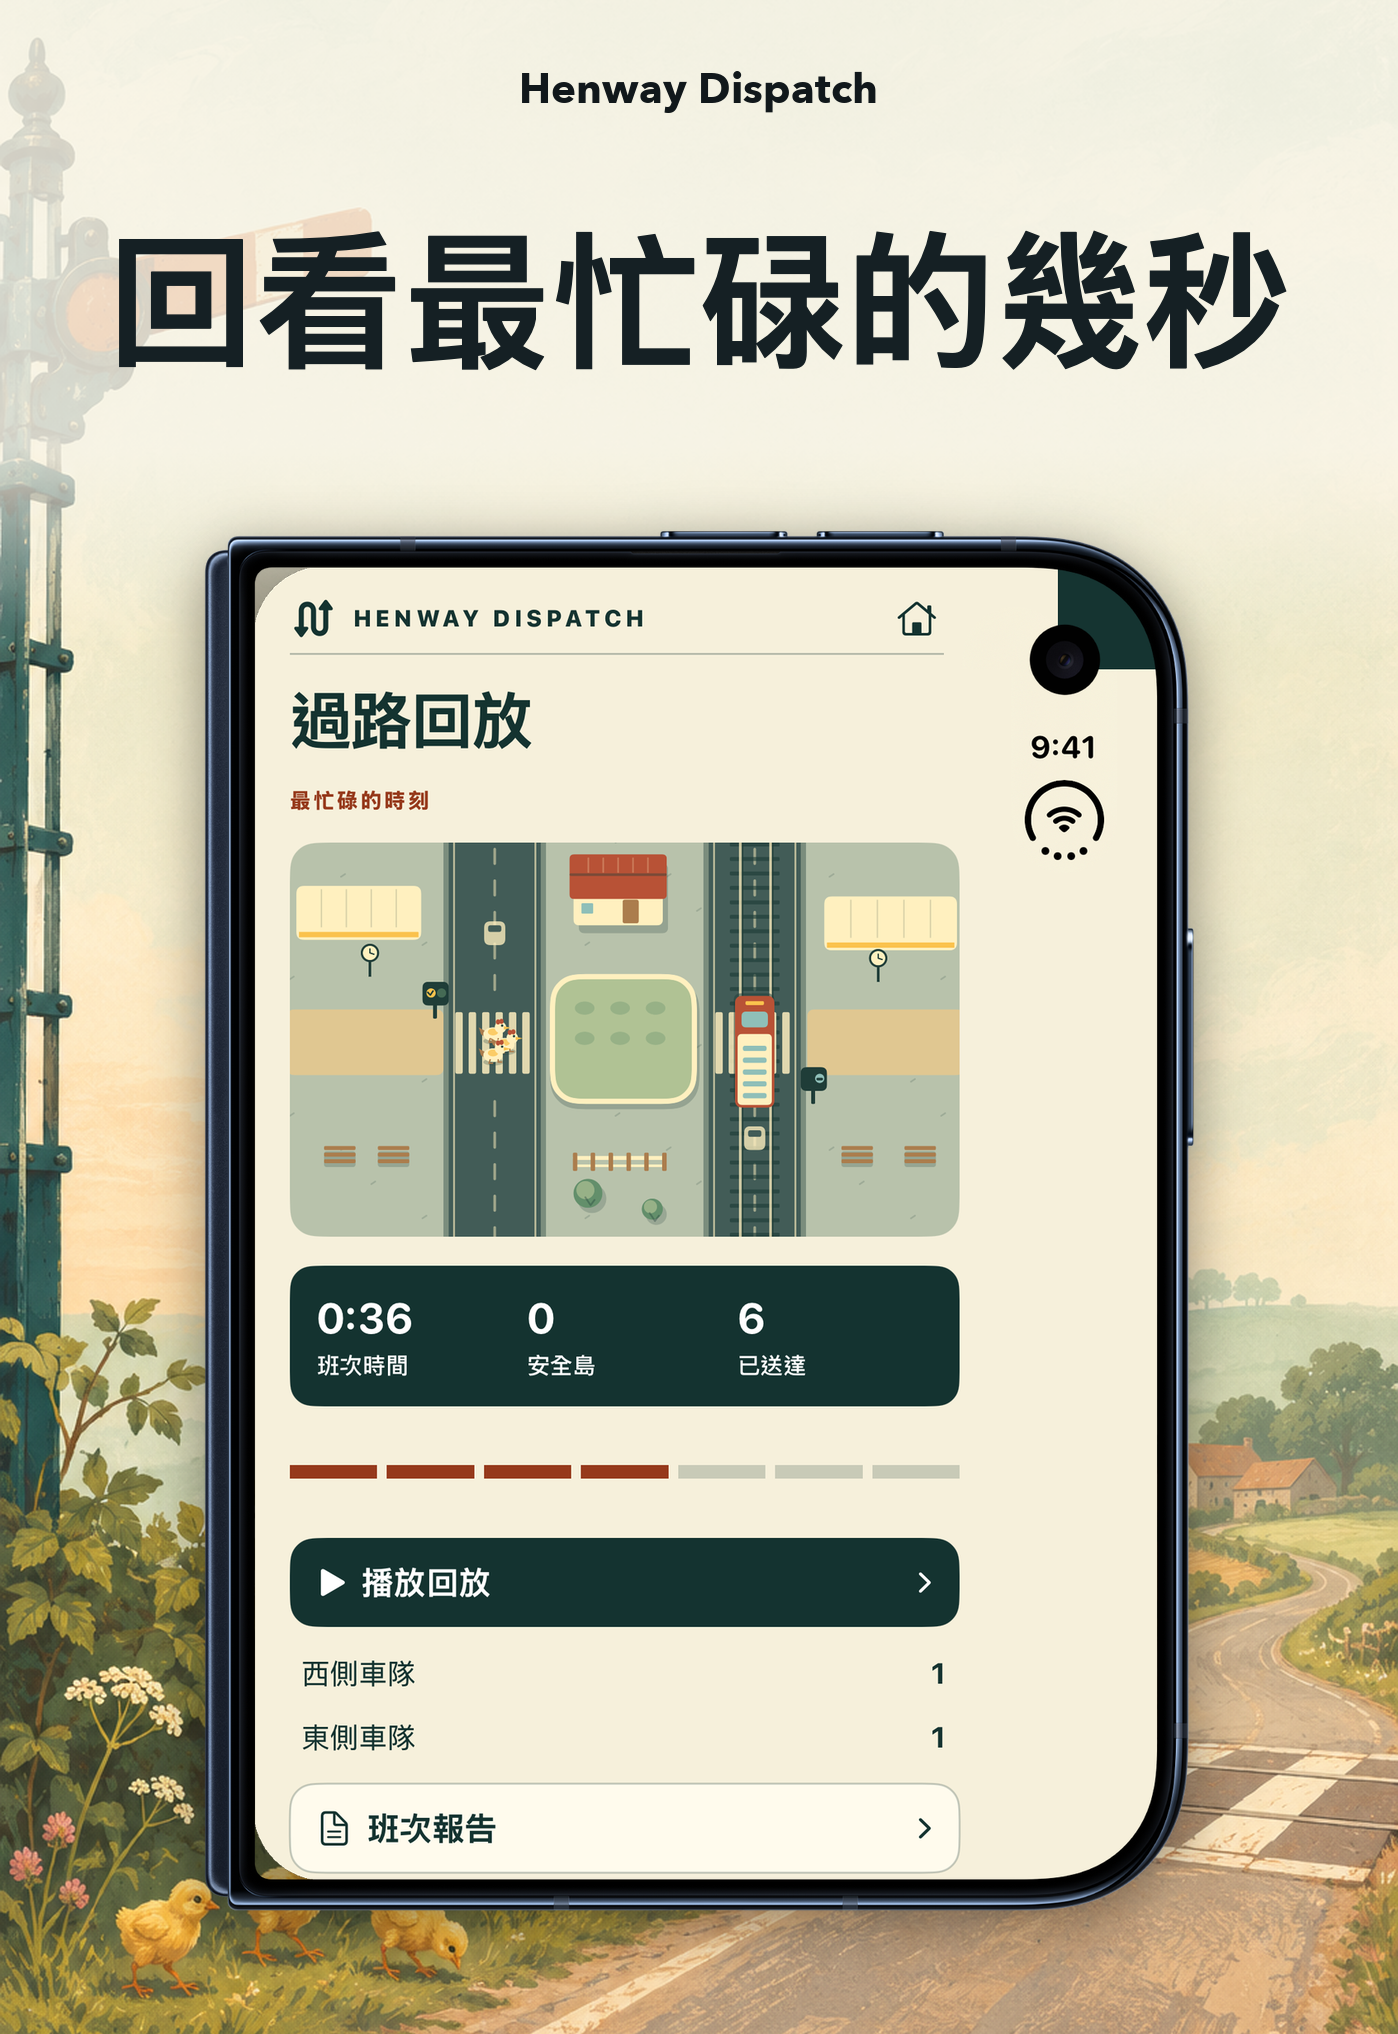 Henway Dispatch
回看最忙碌的幾秒
HENWAY DISPATCH
過路回放
9:41
最忙碌的時刻
0:36
0
6
班次時間
安全島
已送達
播放回放
西側車隊
1
東側車隊
1
班次報告